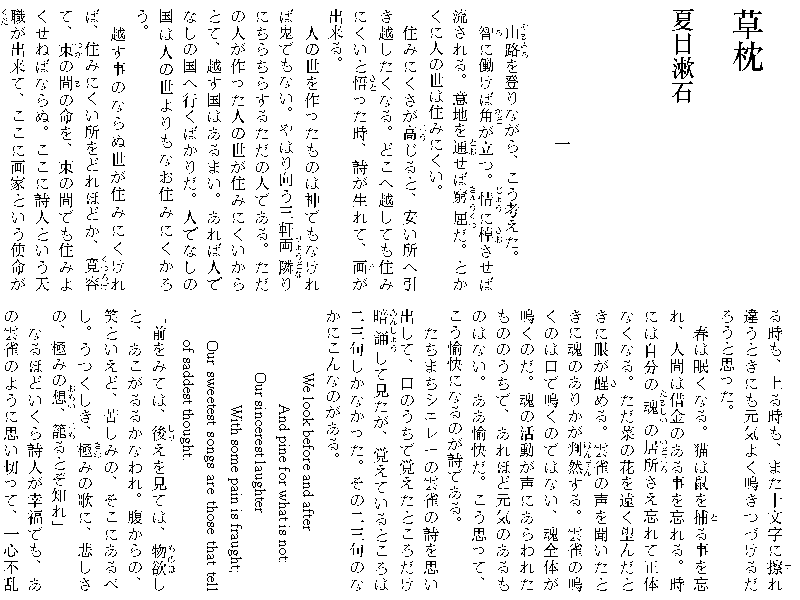 草枕
夏目漱石
一
山路を登りながら、こう考えた。
智に働けば角が立つ。情に棹させば
流される。意地を通せば窮屈だ。とか
くに人の世は住みにくい。
住みにくさが高じると、安い所へ引
き越したくなる。どこへ越しても住み
にくいと悟った時、詩が生れて、画が
出来る。
人の世を作ったものは神でもなけれ
ば鬼でもない。やはり向う三軒両隣り
にちらちらするただの人である。ただ
の人が作った人の世が住みにくいから
とて、越す国はあるまい。あれば人で
なしの国へ行くばかりだ。人でなしの
国は人の世よりもなお住みにくかろ
う。
越す事のならぬ世が住みにくけれ
ば、住みにくい所をどれほどか、寛容
て、束の間の命を、束の間でも住みよ
くせねばならぬ。ここに詩人という天
職が出来て、ここに画家という使命が
る時も、上る時も、また十文字に擦れ
違うときにも元気よく鳴きつづけるだ
ろうと思った。
春は眠くなる。猫は鼠を捕る事を忘
れ、人間は借金のある事を忘れる。時
には自分の魂の居所さえ忘れて正体
なくなる。ただ菜の花を遠く望んだと
きに眼が醒める。雲雀の声を聞いたと
きに魂のありかが判然する。雲雀の鳴
くのは口で鳴くのではない、魂全体が
鳴くのだ。魂の活動が声にあらわれた
もののうちで、あれほど元気のあるも
のはない。ああ愉快だ。こう思って、
こう愉快になるのが詩である。
たちまちシェレーの雲雀の詩を思い
出して、口のうちで覚えたところだけ
暗誦して見たが、覚えているところは
二三句しかなかった。その二三句のな
かにこんなのがある。
We look before and after
And pine for what is not:
Our sincerest laughter
With some pain is fraught;
Our sweetest songs are those that tell
of saddest thought.
「前をみては、後えを見ては、物欲し
と、あこがるるかなわれ。腹からの、
笑といえど、苦しみの、そこにあるべ
し。うつくしき、極みの歌に、悲しさ
の、極みの想、籠るとぞ知れ」
なるほどいくら詩人が幸福でも、あ
の雲雀のように思い切って、一心不乱